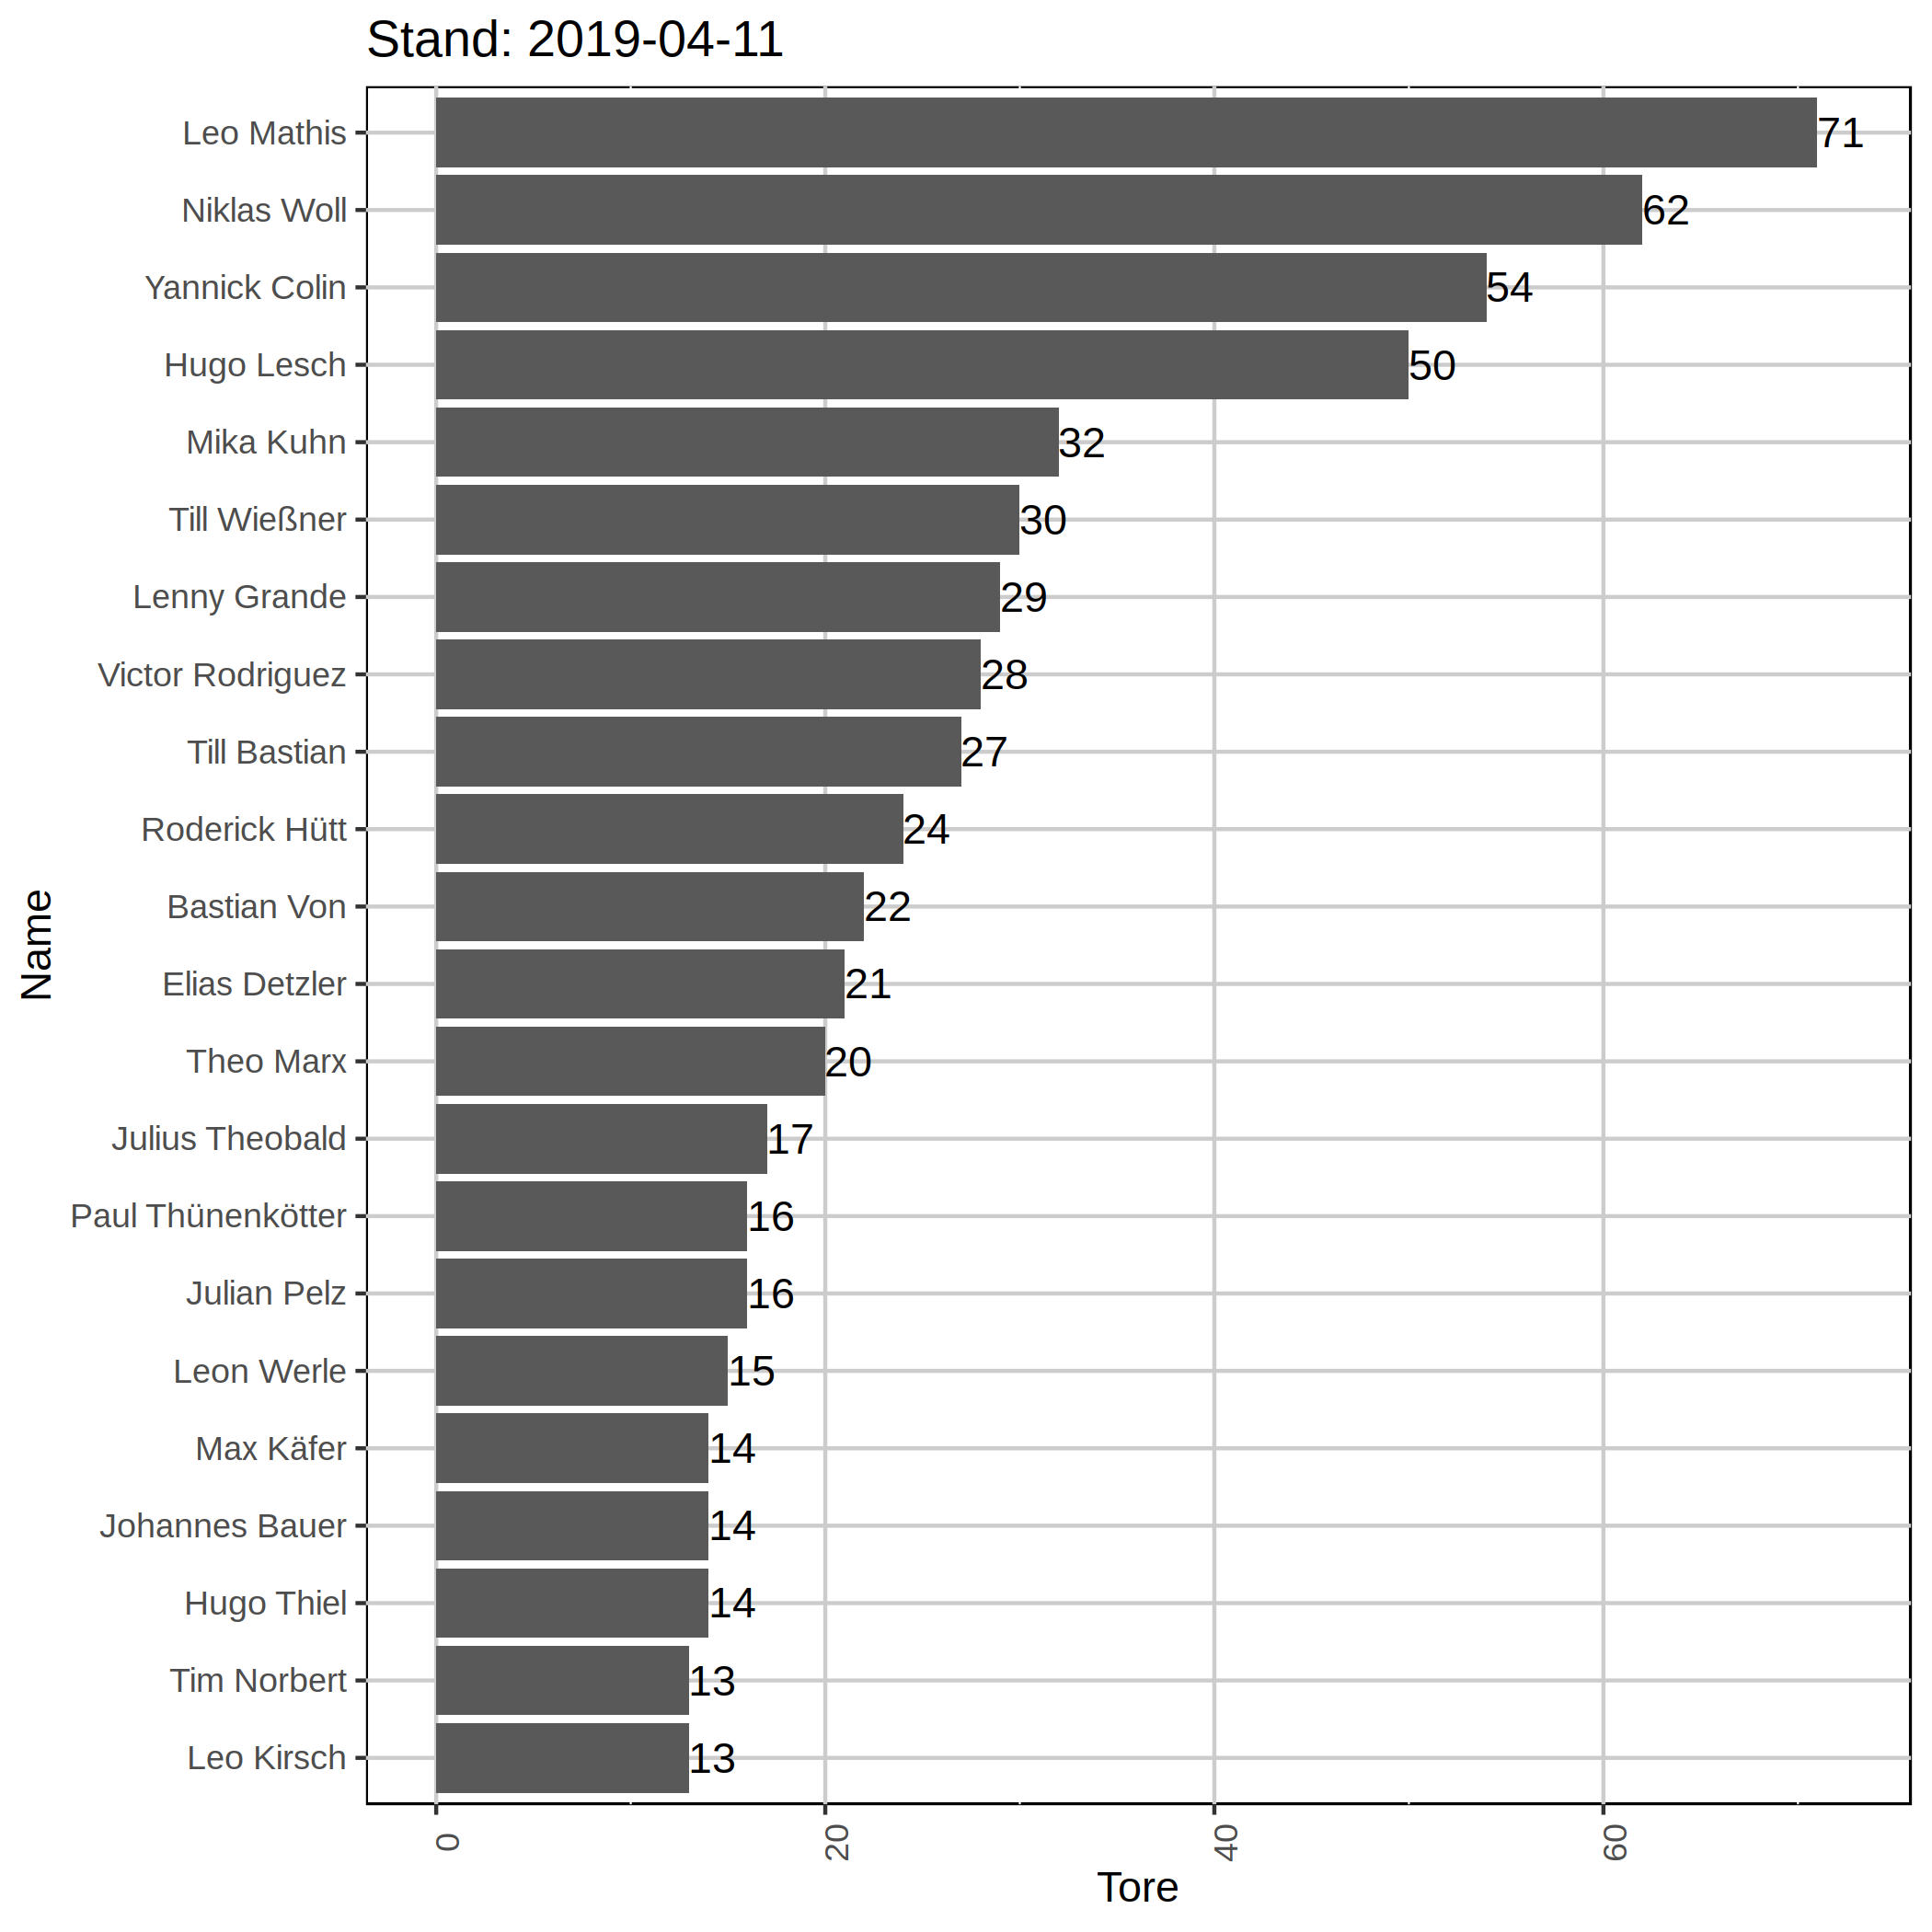 Stand: 2019-04-11
Leo Mathis 71
Niklas Woll 62
Yannick Colin 54
Hugo Lesch 50
Mika Kuhn 32
Till Wießner 30
Lenny Grande 29
Victor Rodriguez 28
Till Bastian 27
Roderick Hütt 24
Bastian Von 22
Elias Detzler 21
Theo Marx 20
Julius Theobald 17
Paul Thünenkötter 16
Julian Pelz 16
Leon Werle 15
Max Käfer 14
Johannes Bauer 14
Hugo Thiel 14
Tim Norbert 13
Leo Kirsch 13
Name
0 20 40 60
Tore